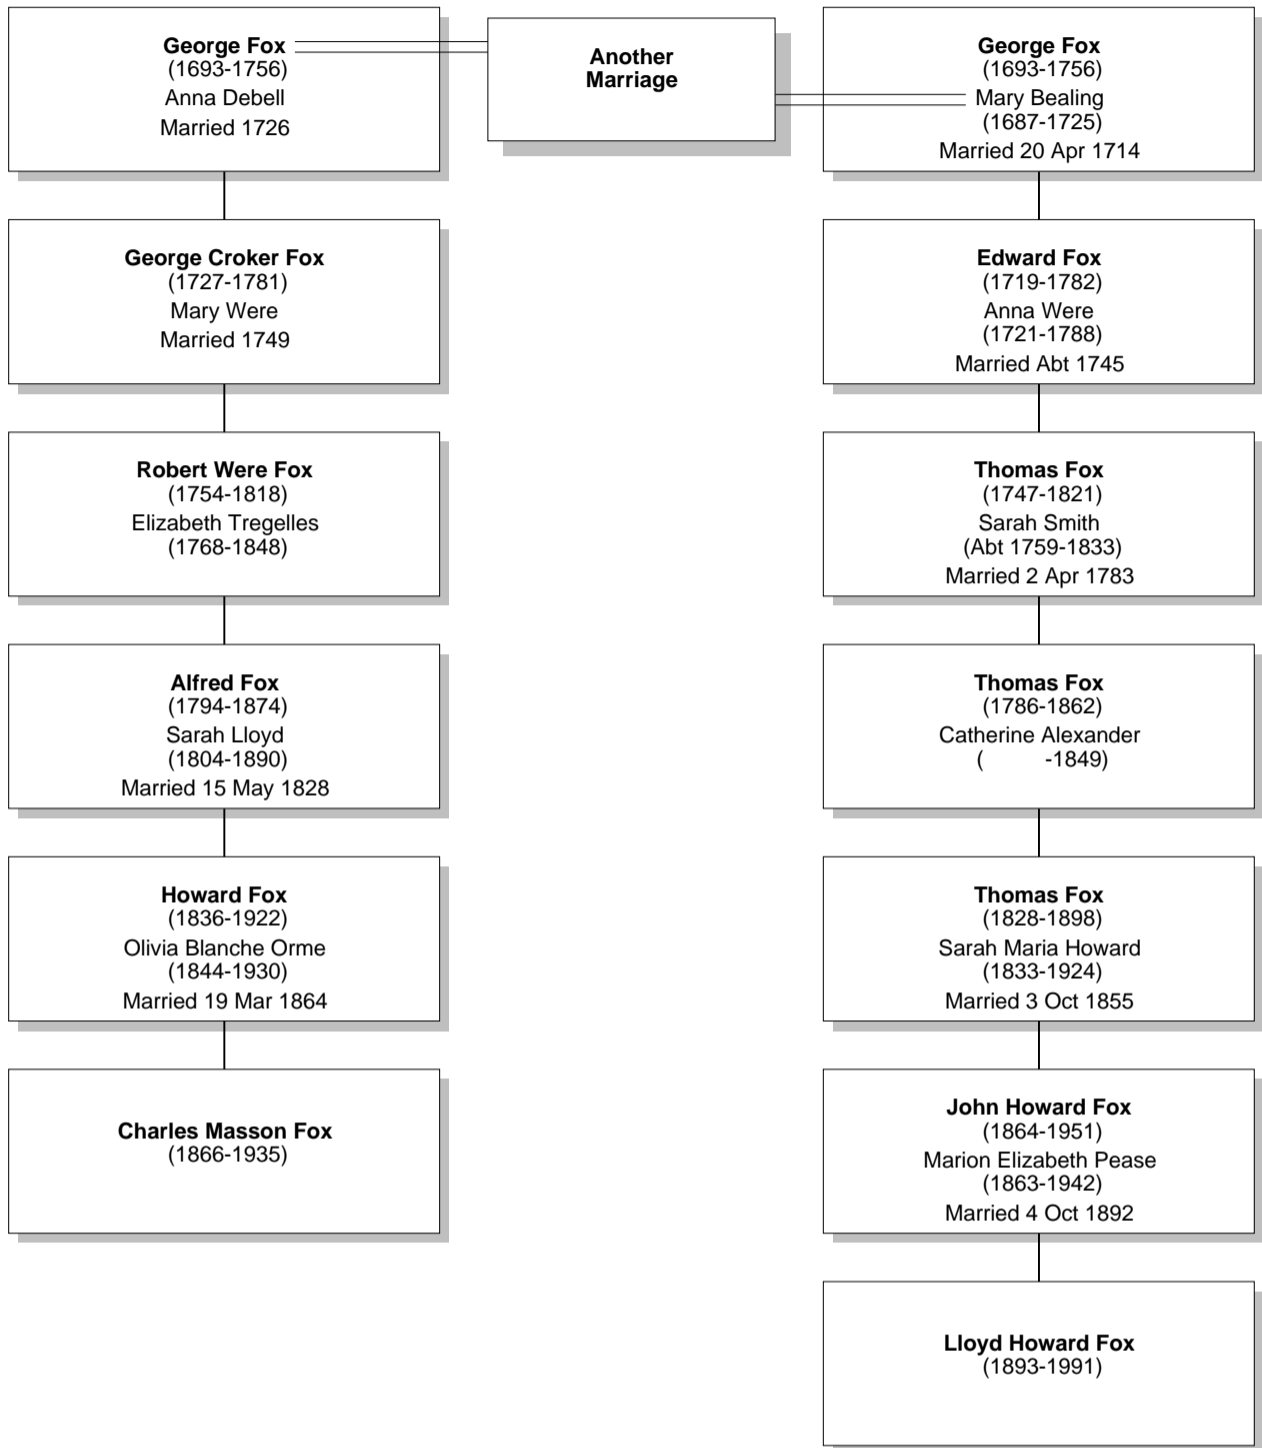 George Fox
(1693-1756)
Anna Debell
Married 1726
Another
Marriage
George Fox
(1693-1756)
Mary Bealing
(1687-1725)
Married 20 Apr 1714
George Croker Fox
(1727-1781)
Mary Were
Married 1749
Edward Fox
(1719-1782)
Anna Were
(1721-1788)
Married Abt 1745
Robert Were Fox
(1754-1818)
Elizabeth Tregelles
(1768-1848)
Thomas Fox
(1747-1821)
Sarah Smith
(Abt 1759-1833)
Married 2 Apr 1783
Alfred Fox
(1794-1874)
Sarah Lloyd
(1804-1890)
Married 15 May 1828
Thomas Fox
(1786-1862)
Catherine Alexander
(          -1849)
Howard Fox
(1836-1922)
Olivia Blanche Orme
(1844-1930)
Married 19 Mar 1864
Thomas Fox
(1828-1898)
Sarah Maria Howard
(1833-1924)
Married 3 Oct 1855
Charles Masson Fox
(1866-1935)
John Howard Fox
(1864-1951)
Marion Elizabeth Pease
(1863-1942)
Married 4 Oct 1892
Lloyd Howard Fox
(1893-1991)